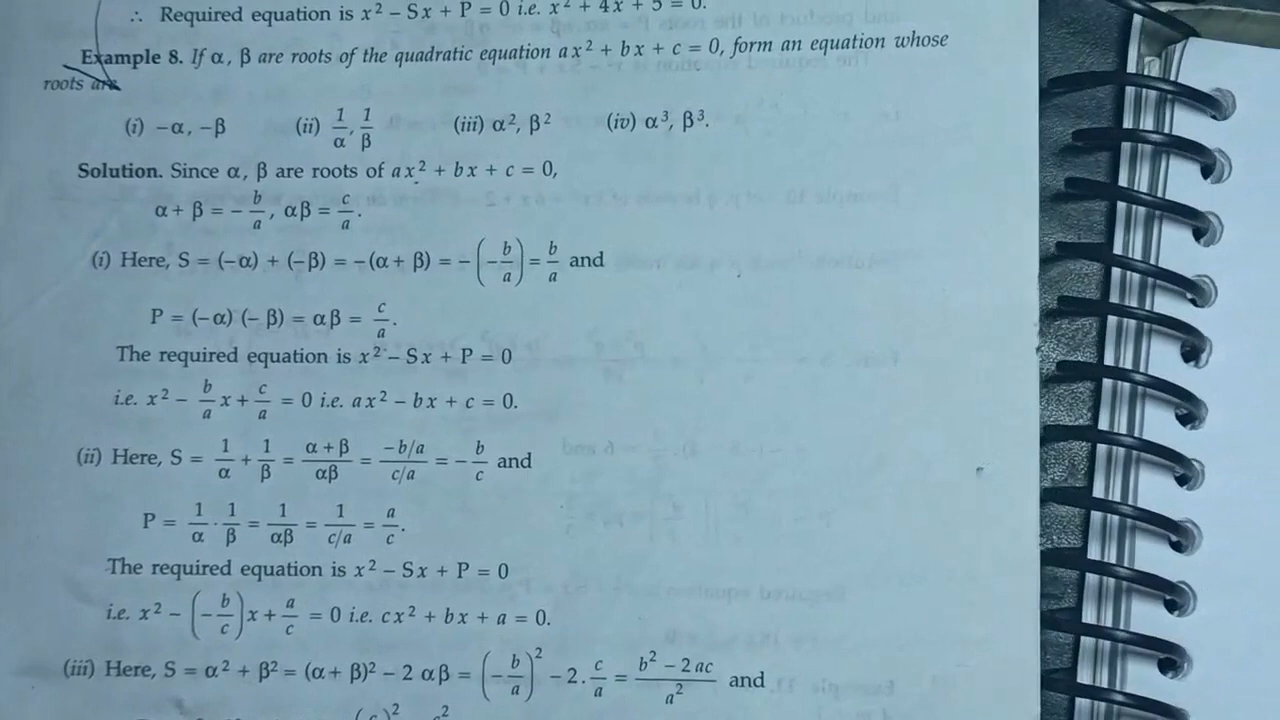 ∴ Required equation is x² – Sx + P = 0 i.e. x² + 4x + 5 = 0.
Example 8. If α, β are roots of the quadratic equation ax² + bx + c = 0, form an equation whose
roots are
(i) –α, –β (ii) 1/α, 1/β (iii) α², β² (iv) α³, β³.
Solution. Since α, β are roots of ax² + bx + c = 0,
α + β = – b/a, αβ = c/a.
(i) Here, S = (–α) + (–β) = –(α + β) = – (– b/a) = b/a and
P = (–α) (– β) = αβ = c/a.
The required equation is x² – Sx + P = 0
i.e. x² – b/a x + c/a = 0 i.e. ax² – bx + c = 0.
(ii) Here, S = 1/α + 1/β = (α + β)/αβ = (–b/a)/(c/a) = – b/c and
P = 1/α · 1/β = 1/αβ = 1/(c/a) = a/c.
The required equation is x² – Sx + P = 0
i.e. x² – (– b/c) x + a/c = 0 i.e. cx² + bx + a = 0.
(iii) Here, S = α² + β² = (α + β)² – 2 αβ = (– b/a)² – 2 . c/a = (b² – 2 ac)/a² and